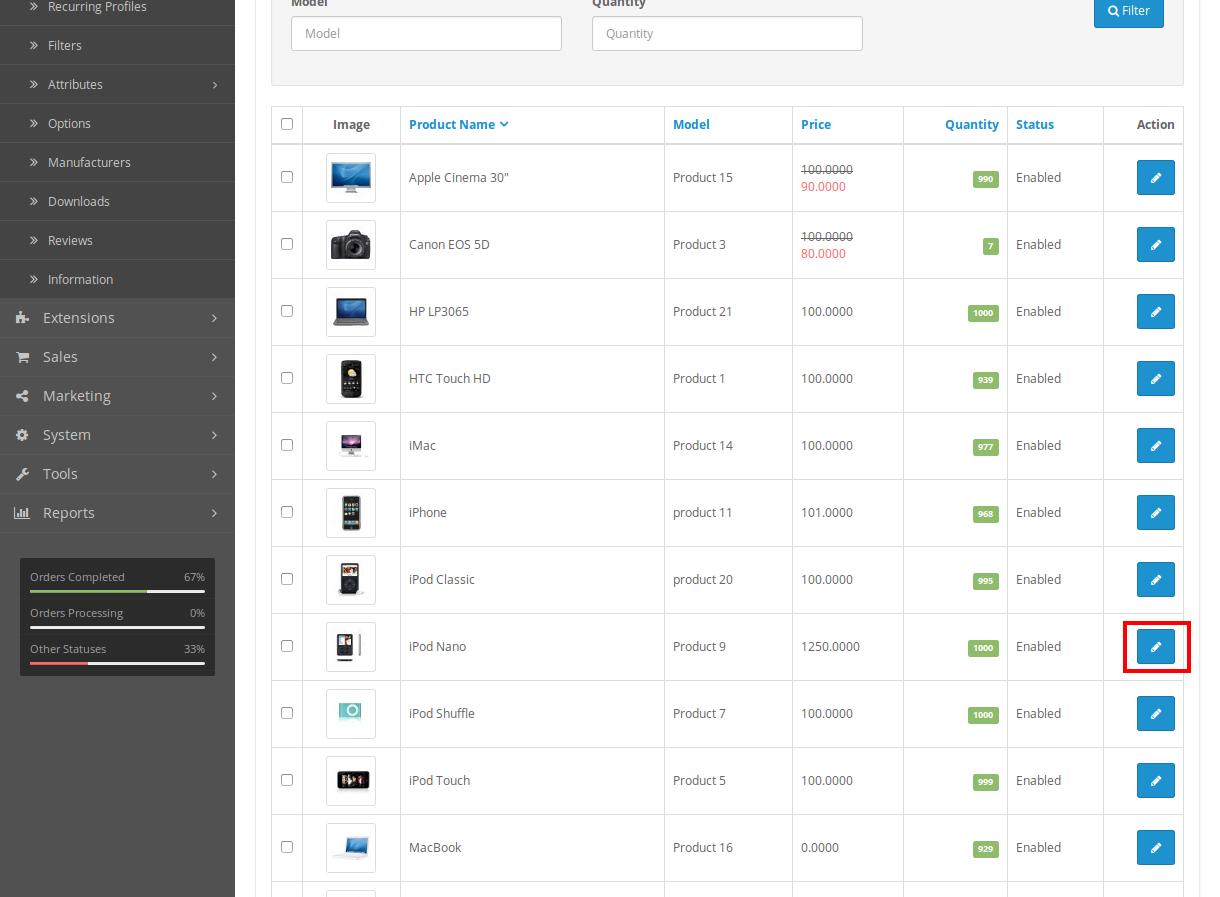 Recurring Profiles
Filters
Attributes
Options
Manufacturers
Downloads
Reviews
Information
Extensions
Sales
Marketing
System
Tools
Reports
Orders Completed 67%
Orders Processing 0%
Other Statuses 33%
Model Quantity
Model Quantity Filter
Image Product Name Model Price Quantity Status Action
Apple Cinema 30" Product 15 100.0000 90.0000 990 Enabled
Canon EOS 5D Product 3 100.0000 80.0000 7 Enabled
HP LP3065 Product 21 100.0000 1000 Enabled
HTC Touch HD Product 1 100.0000 939 Enabled
iMac Product 14 100.0000 977 Enabled
iPhone product 11 101.0000 968 Enabled
iPod Classic product 20 100.0000 995 Enabled
iPod Nano Product 9 1250.0000 1000 Enabled
iPod Shuffle Product 7 100.0000 1000 Enabled
iPod Touch Product 5 100.0000 999 Enabled
MacBook Product 16 0.0000 929 Enabled